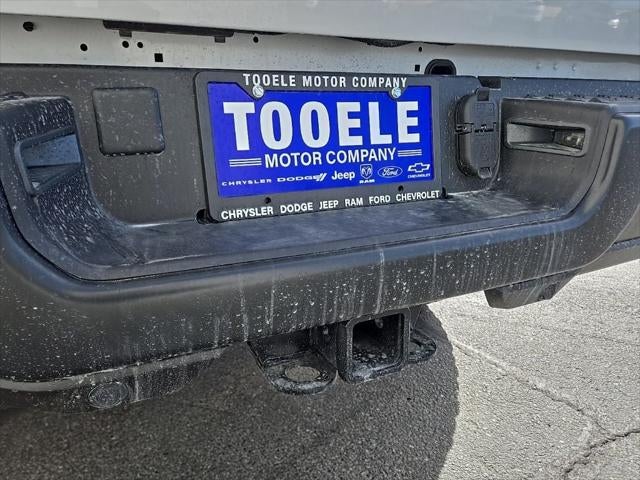 TOOELE MOTOR COMPANY
TOOELE
MOTOR COMPANY
CHRYSLER DODGE Jeep RAM Ford CHEVROLET
CHRYSLER DODGE JEEP RAM FORD CHEVROLET